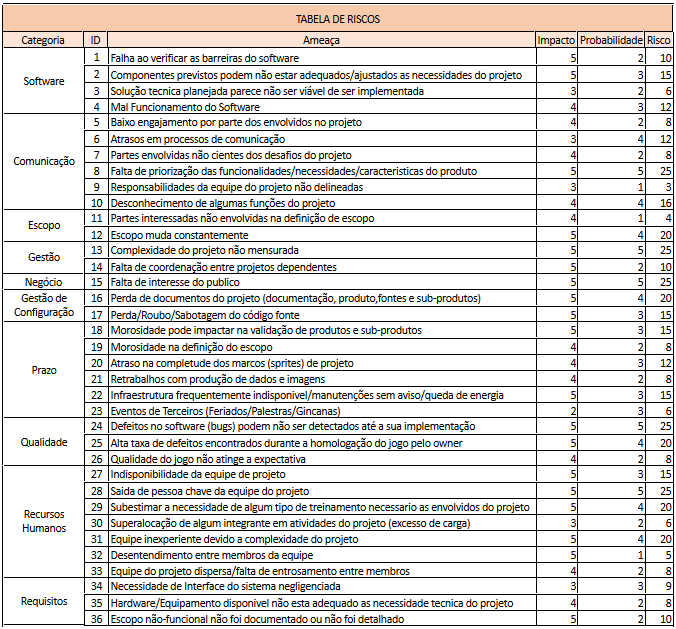 TABELA DE RISCOS
Categoria ID Ameaça Impacto Probabilidade Risco
Software
1 Falha ao verificar as barreiras do software 5 2 10
2 Componentes previstos podem não estar adequados/ajustados as necesidades do projeto 5 3 15
3 Solução tecnica planejada parece não ser viável de ser implementada 3 2 6
4 Mal Funcionamento do Software 4 3 12
Comunicação
5 Baixo engajamento por parte dos envolvidos no projeto 4 2 8
6 Atrasos em processos de comunicação 3 4 12
7 Partes envolvidas não cientes dos desafios do projeto 4 2 8
8 Falta de priorização das funcionalidades/necessidades/caracteristicas do produto 5 5 25
9 Responsabilidades da equipe do projeto não delineadas 3 1 3
10 Desconhecimento de algumas funções do projeto 4 4 16
Escopo
11 Partes interessadas não envolvidas na definição de escopo 4 1 4
12 Escopo muda constantemente 5 4 20
Gestão
13 Complexidade do projeto não mensurada 5 5 25
14 Falta de coordenação entre projetos dependentes 5 2 10
Negócio
15 Falta de interesse do publico 5 5 25
Gestão de
Configuração
16 Perda de documentos do projeto (documentação, produto,fontes e sub-produtos) 5 4 20
17 Perda/Roubo/Sabotagem do código fonte 5 3 15
Prazo
18 Morosidade pode impactar na validação de produtos e sub-produtos 5 3 15
19 Morosidade na definição do escopo 4 2 8
20 Atraso na completude dos marcos (sprites) de projeto 4 3 12
21 Retrabalhos com produção de dados e imagens 4 2 8
22 Infraestrutura frequentemente indisponivel/manutenções sem aviso/queda de energia 5 3 15
23 Eventos de Terceiros (Feriados/Palestras/Gincanas) 2 3 6
Qualidade
24 Defeitos no software (bugs) podem não ser detectados até a sua implementação 5 5 25
25 Alta taxa de defeitos encontrados durante a homologação do jogo pelo owner 5 4 20
26 Qualidade do jogo não atinge a expectativa 4 2 8
Recursos
Humanos
27 Indisponibilidade da equipe de projeto 5 3 15
28 Saida de pessoa chave da equipe do projeto 5 5 25
29 Subestimar a necessidade de algum tipo de treinamento necessario as envolvidos do projeto 5 4 20
30 Superalocação de algum integrante em atividades do projeto (excesso de carga) 3 2 6
31 Equipe inexperiente devido a complexidade do projeto 5 4 20
32 Desentendimento entre membros da equipe 5 1 5
33 Equipe do projeto dispersa/falta de entrosamento entre membros 4 2 8
Requisitos
34 Necessidade de Interface do sistema negligenciada 3 3 9
35 Hardware/Equipamento disponivel não esta adequado as necessidade tecnica do projeto 4 2 8
36 Escopo não-funcional não foi documentado ou não foi detalhado 5 2 10